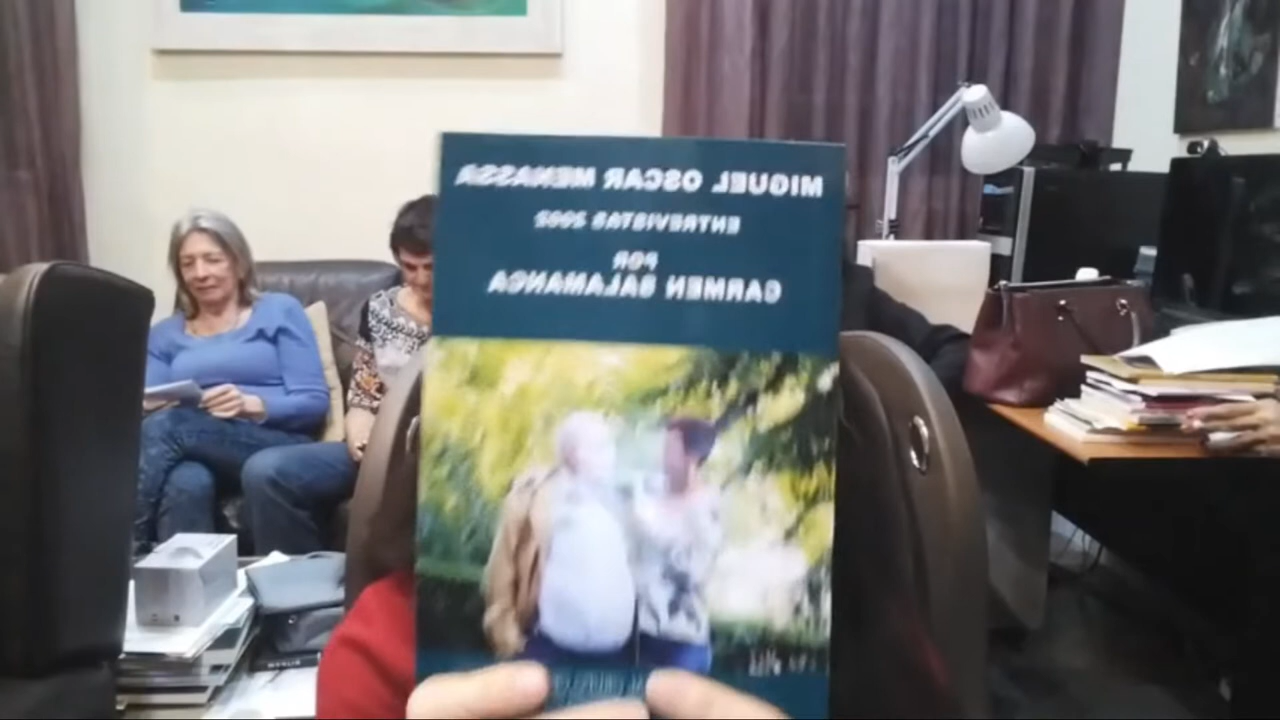 MIGUEL OSCAR MENASSA
ENTREVISTAS 2002
POR
CARMEN SALAMANCA